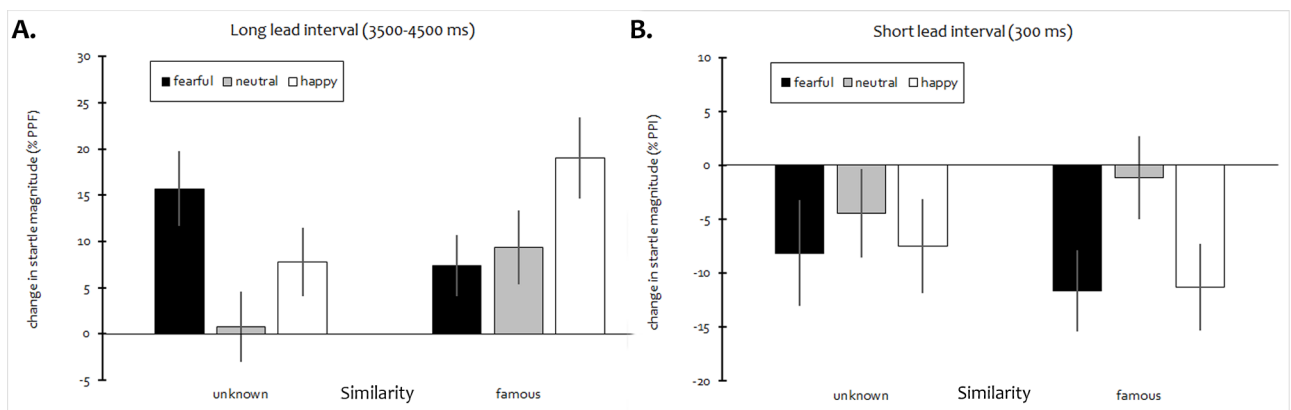 A.
Long lead interval (3500-4500 ms)
change in startle magnitude (% PPF)
30
25
20
15
10
5
0
-5
fearful neutral happy
unknown Similarity famous
B.
Short lead interval (300 ms)
change in startle magnitude (% PPI)
10
5
0
-5
-10
-15
-20
fearful neutral happy
unknown Similarity famous